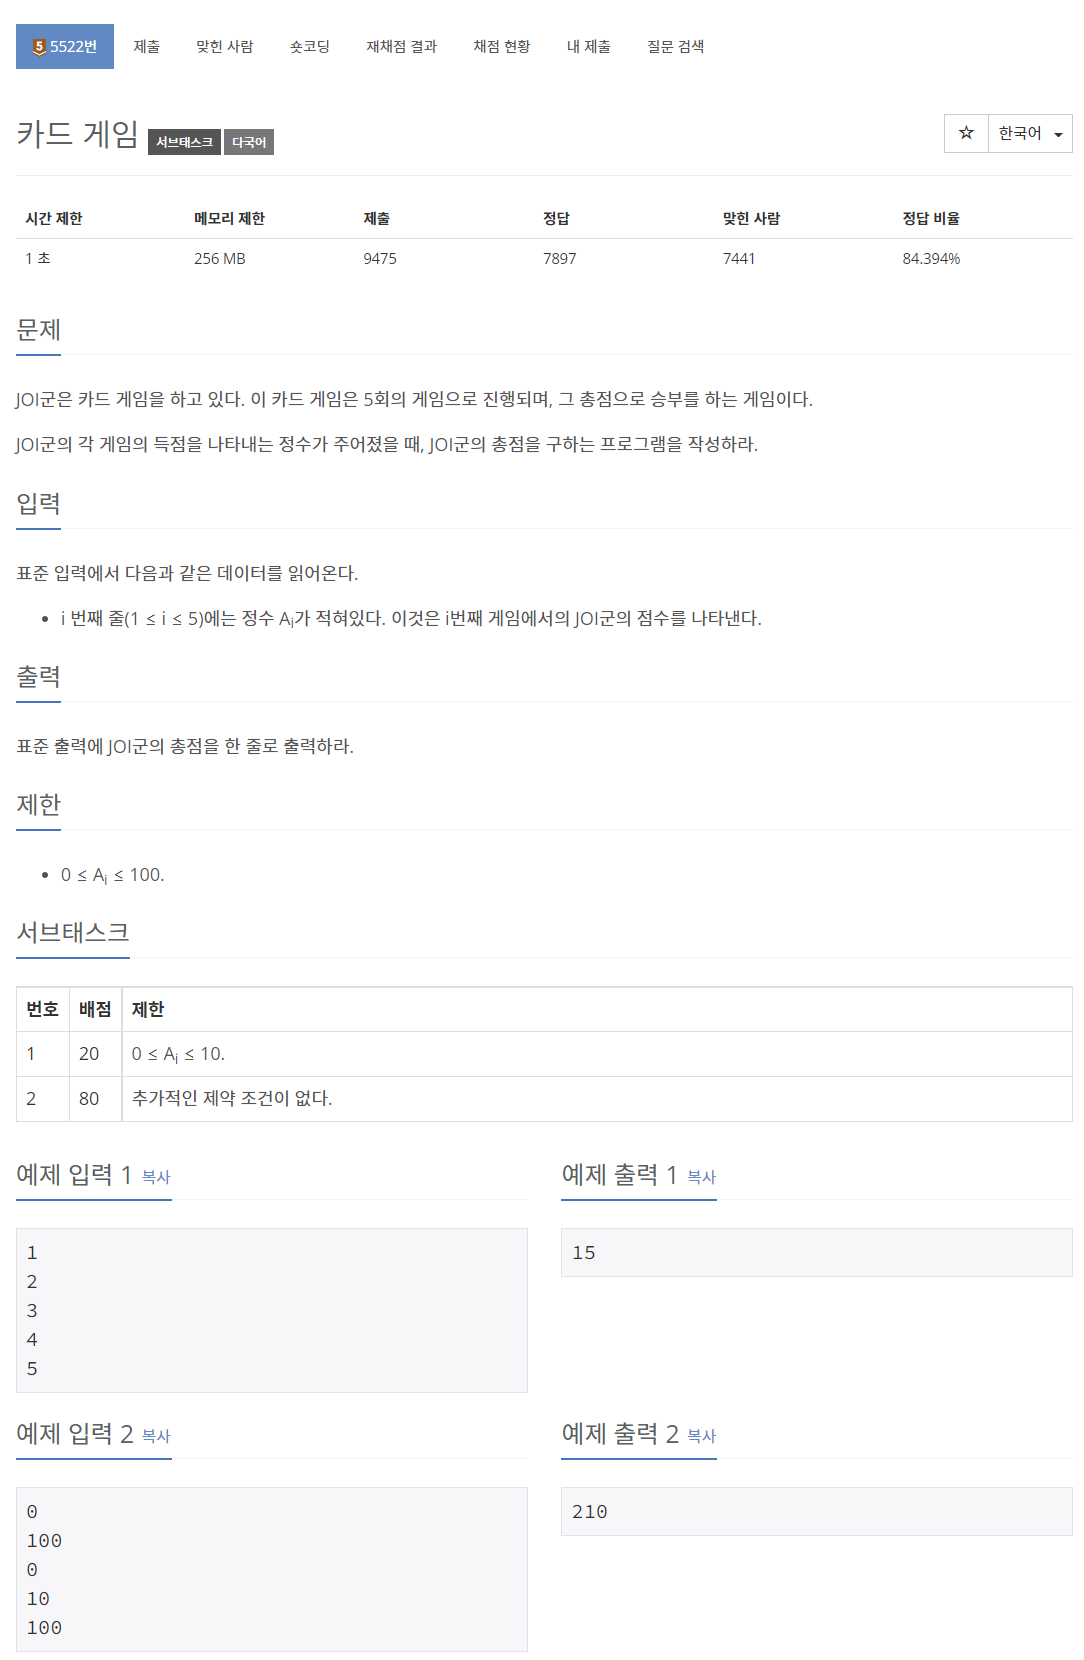 5 5522번 제출 맞힌 사람 숏코딩 재채점 결과 채점 현황 내 제출 질문 검색
카드 게임 서브태스크 다국어 ☆ 한국어
시간 제한 메모리 제한 제출 정답 맞힌 사람 정답 비율
1 초 256 MB 9475 7897 7441 84.394%
문제
JOI군은 카드 게임을 하고 있다. 이 카드 게임은 5회의 게임으로 진행되며, 그 총점으로 승부를 하는 게임이다.
JOI군의 각 게임의 득점을 나타내는 정수가 주어졌을 때, JOI군의 총점을 구하는 프로그램을 작성하라.
입력
표준 입력에서 다음과 같은 데이터를 읽어온다.
• i 번째 줄(1 ≤ i ≤ 5)에는 정수 Aᵢ가 적혀있다. 이것은 i번째 게임에서의 JOI군의 점수를 나타낸다.
출력
표준 출력에 JOI군의 총점을 한 줄로 출력하라.
제한
• 0 ≤ Aᵢ ≤ 100.
서브태스크
번호 배점 제한
1 20 0 ≤ Aᵢ ≤ 10.
2 80 추가적인 제약 조건이 없다.
예제 입력 1 복사
1
2
3
4
5
예제 출력 1 복사
15
예제 입력 2 복사
0
100
0
10
100
예제 출력 2 복사
210